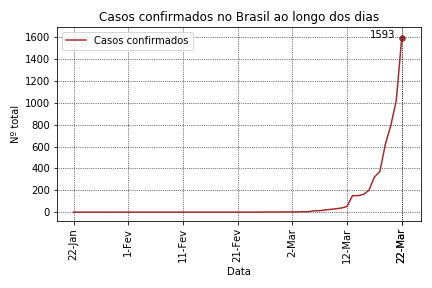 Casos confirmados no Brasil ao longo dos dias
Casos confirmados
1593
1600
1400
1200
1000
800
600
400
200
0
Nº total
22-Jan
1-Fev
11-Fev
21-Fev
2-Mar
12-Mar
22-Mar
Data